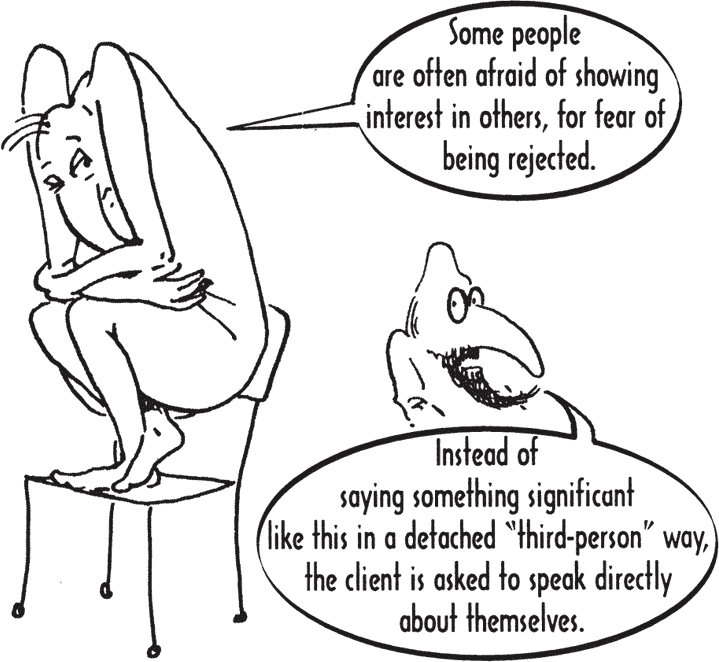 Some people
are often afraid of showing
interest in others, for fear of
being rejected.
Instead of
saying something significant
like this in a detached “third-person” way,
the client is asked to speak directly
about themselves.